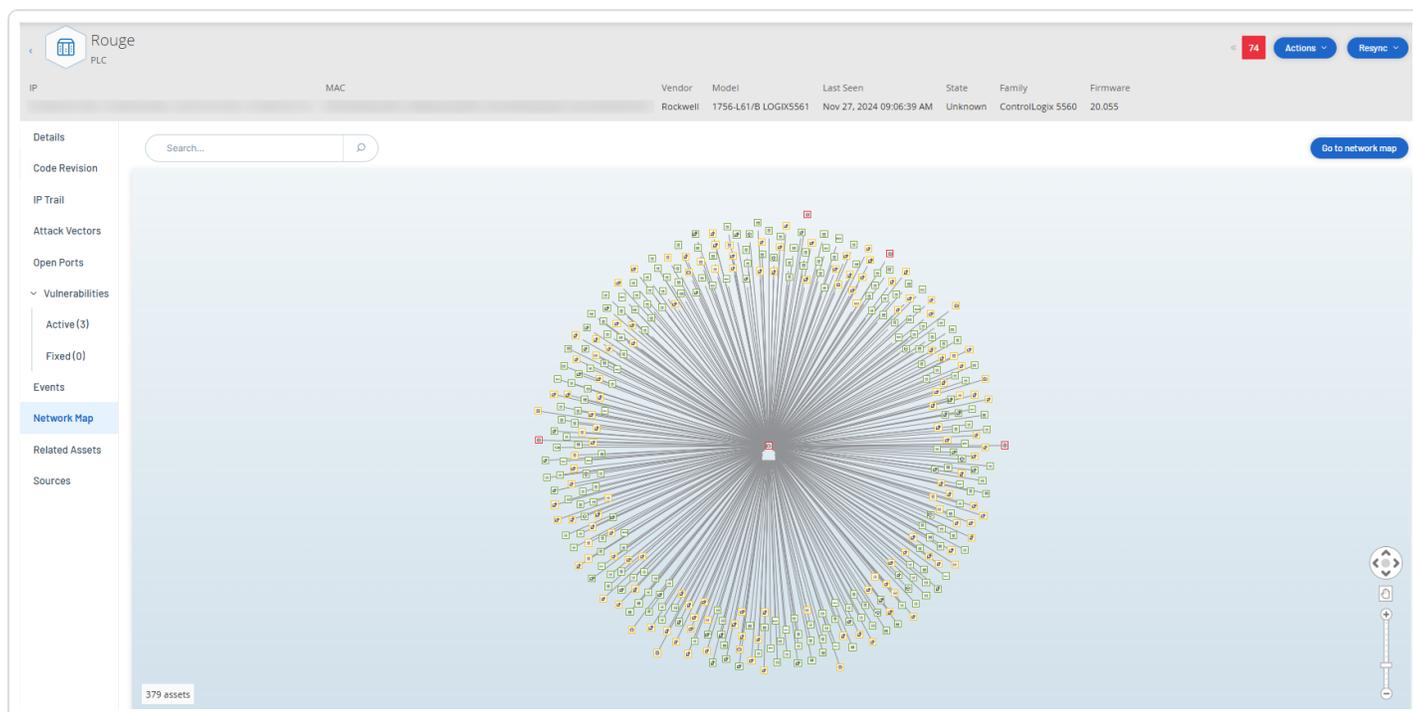 Rouge
PLC
74
Actions
Resync
IP MAC Vendor Model Last Seen State Family Firmware
Rockwell 1756-L61/B LOGIX5561 Nov 27, 2024 09:06:39 AM Unknown ControlLogix 5560 20.055
Details
Search...
Go to network map
Code Revision
IP Trail
Attack Vectors
Open Ports
Vulnerabilities
Active (3)
Fixed (0)
Events
Network Map
Related Assets
Sources
379 assets